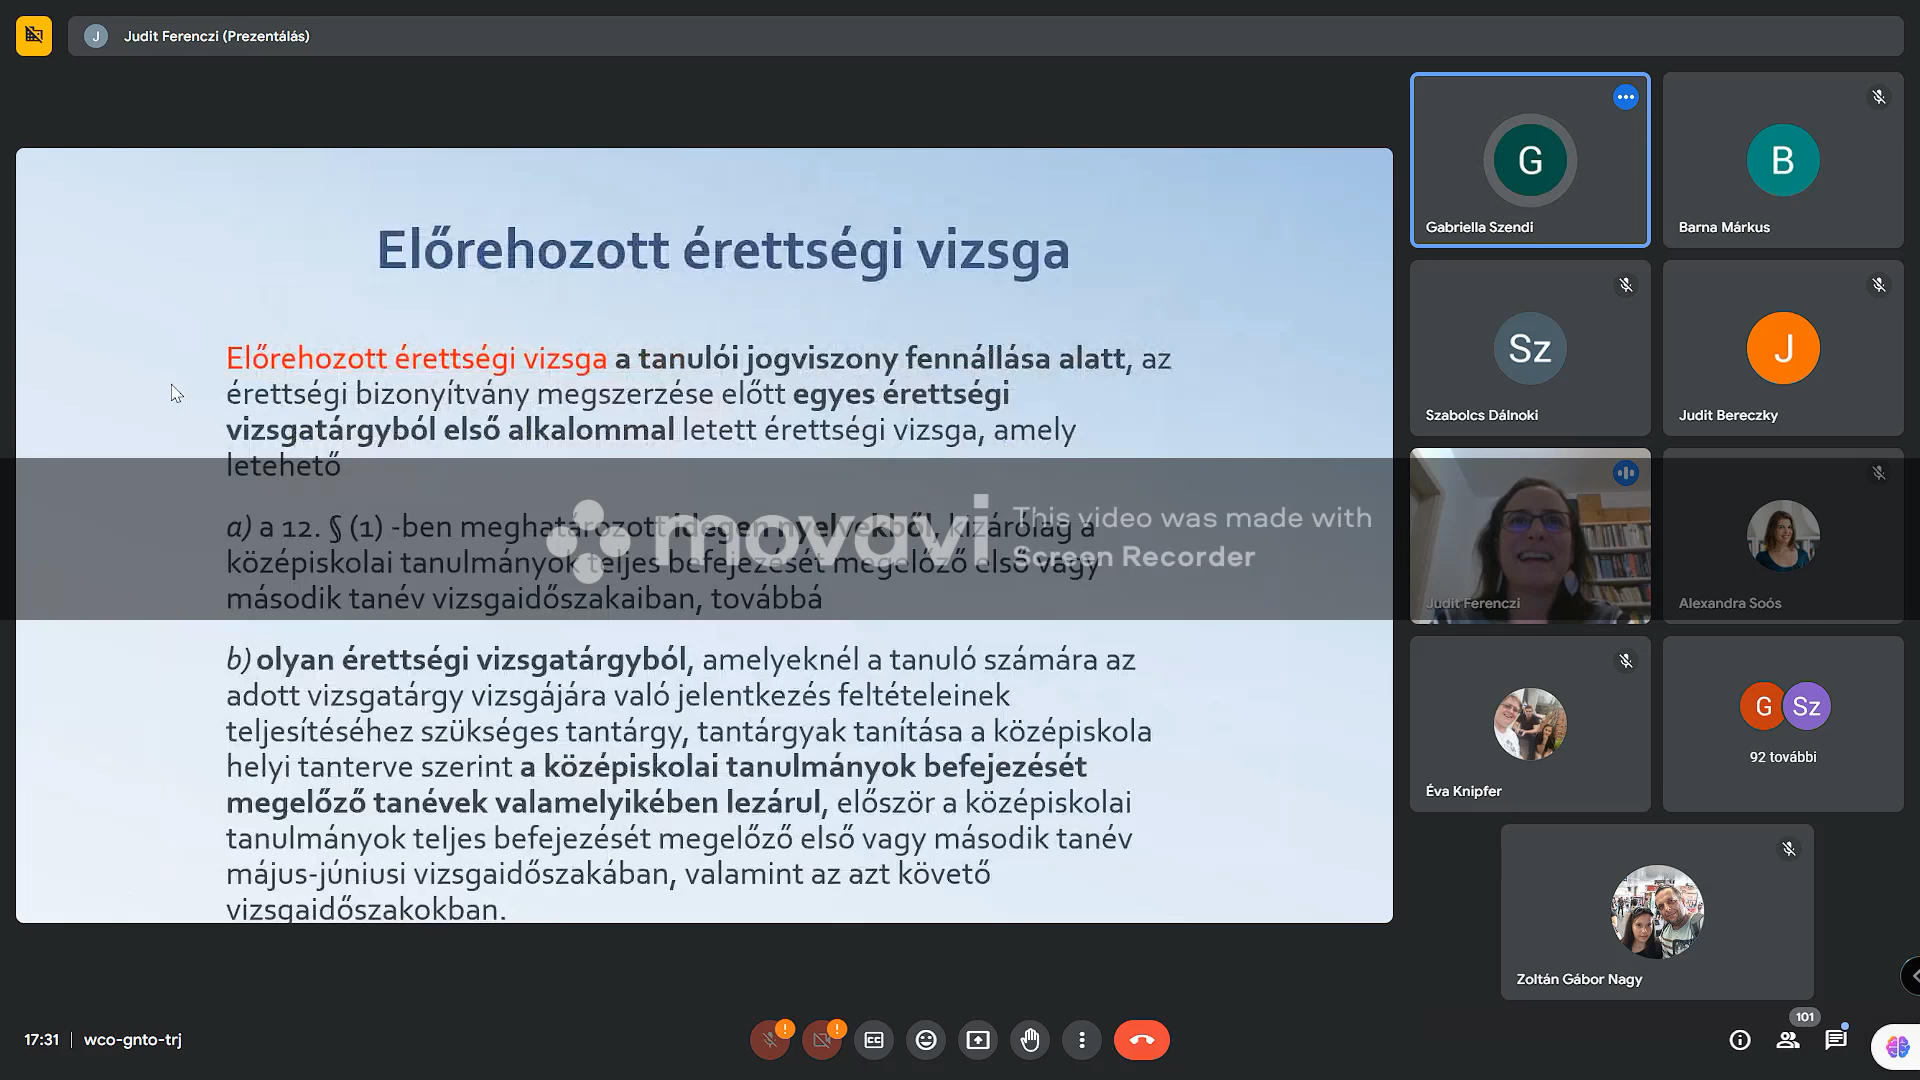 J Judit Ferenczi (Prezentálás)
Előrehozott érettségi vizsga
Előrehozott érettségi vizsga a tanulói jogviszony fennállása alatt, az
érettségi bizonyítvány megszerzése előtt egyes érettségi
vizsgatárgyból első alkalommal letett érettségi vizsga, amely
letehető
a) a 12. § (1) -ben meghatározott idegen nyelvekből, kizárólag a
középiskolai tanulmányok teljes befejezését megelőző első vagy
második tanév vizsgaidőszakaiban, továbbá
b) olyan érettségi vizsgatárgyból, amelyeknél a tanuló számára az
adott vizsgatárgy vizsgájára való jelentkezés feltételeinek
teljesítéséhez szükséges tantárgy, tantárgyak tanítása a középiskola
helyi tanterve szerint a középiskolai tanulmányok befejezését
megelőző tanévek valamelyikében lezárul, először a középiskolai
tanulmányok teljes befejezését megelőző első vagy második tanév
május-júniusi vizsgaidőszakában, valamint az azt követő
vizsgaidőszakokban.
movavi
This video was made with
Screen Recorder
G
Gabriella Szendi
B
Barna Márkus
Sz
Szabolcs Dálnoki
J
Judit Bereczky
Judit Ferenczi
Alexandra Soós
Éva Knipfer
G Sz
92 további
Zoltán Gábor Nagy
17:31 wco-gnto-trj
! !
CC
101